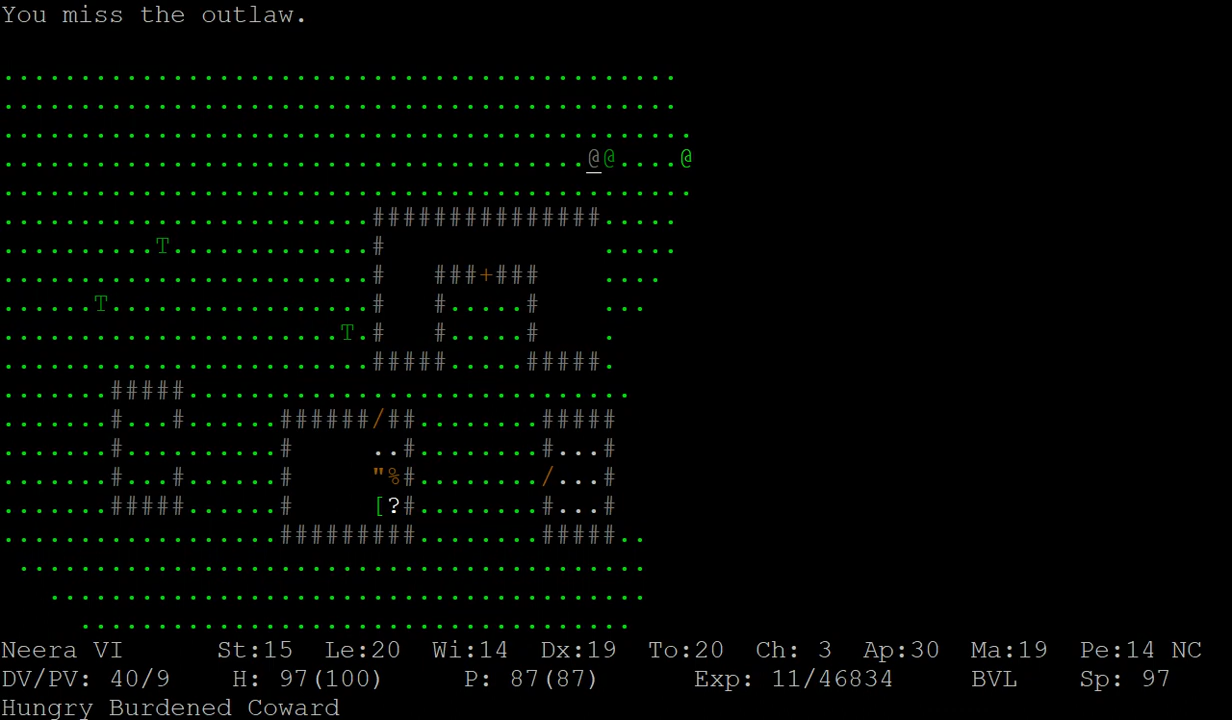 You miss the outlaw.
............................................
............................................
.............................................
......................................@@....@
.............................................
........................###############.....
..........T.............#              .....
........................#   ###+###    ....
......T.................#   #.....#    ...
......................T.#   #.....#    .
........................#####.....#####.
.......#####.............................
.......#...#......######/##........#####
.......#..........#     ..#........#...#
.......#...#......#     "%#......../...#
.......#####......#     [?#........#...#
..................#########........#####..
 .........................................
   .......................................
     ....................................
Neera VI St:15 Le:20 Wi:14 Dx:19 To:20 Ch: 3 Ap:30 Ma:19 Pe:14 NC
DV/PV: 40/9 H: 97(100) P: 87(87) Exp: 11/46834 BVL Sp: 97
Hungry Burdened Coward